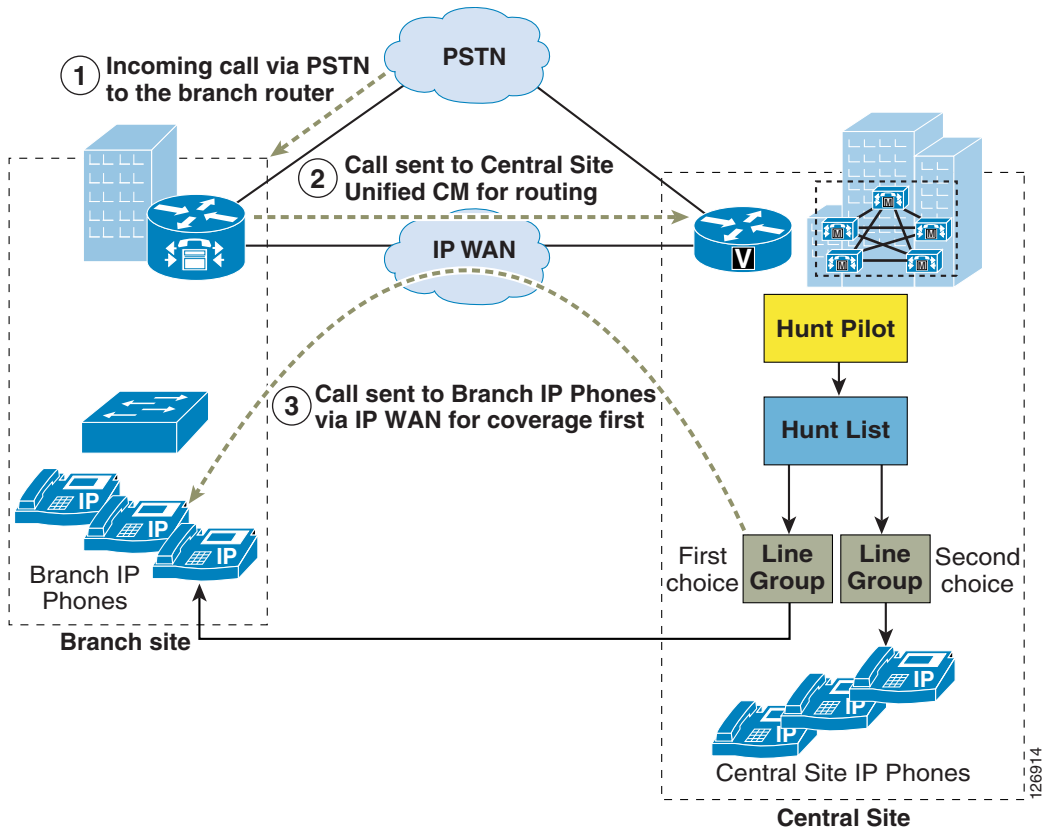 PSTN
1
Incoming call via PSTN
to the branch router
2
Call sent to Central Site
Unified CM for routing
IP WAN
V
M
M
M
M
M
Hunt Pilot
3
Call sent to Branch IP Phones
via IP WAN for coverage first
Hunt List
IP
IP
IP
Branch IP
Phones
Branch site
First
choice
Line
Group
Line
Group
Second
choice
IP
IP
IP
Central Site IP Phones
126914
Central Site